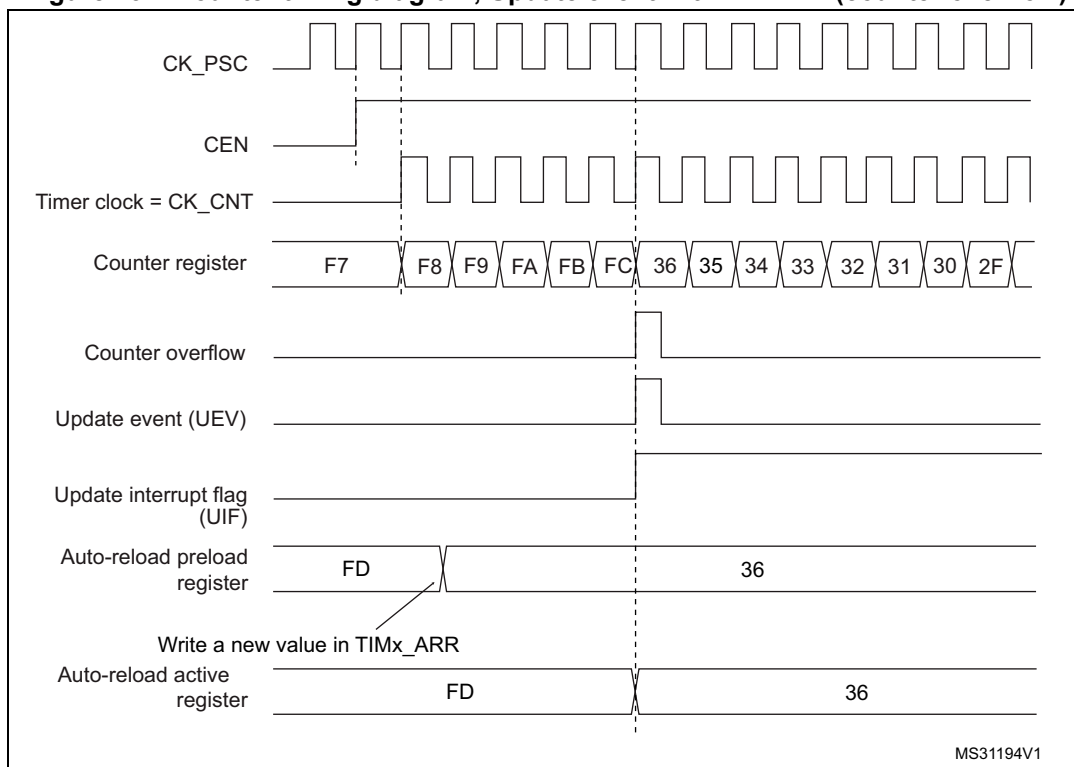 CK_PSC
CEN
Timer clock = CK_CNT
Counter register F7 F8 F9 FA FB FC 36 35 34 33 32 31 30 2F
Counter overflow
Update event (UEV)
Update interrupt flag
(UIF)
Auto-reload preload
register
FD 36
Write a new value in TIMx_ARR
Auto-reload active
register
FD 36
MS31194V1